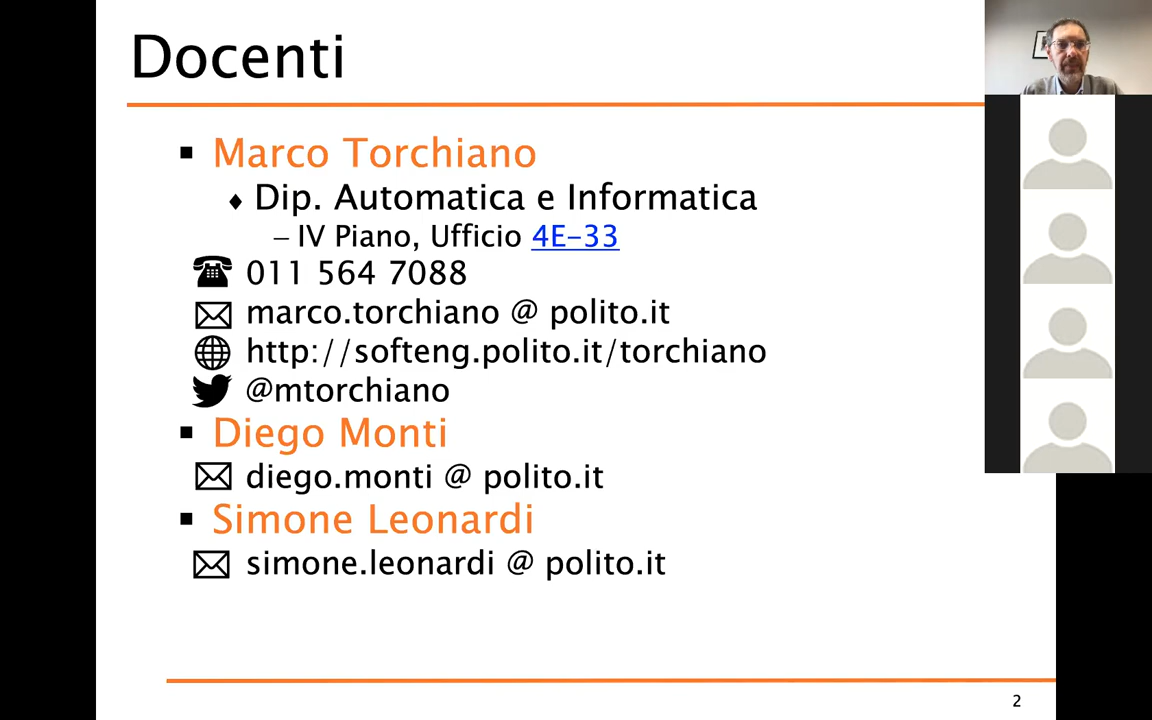 Docenti
Marco Torchiano
Dip. Automatica e Informatica
– IV Piano, Ufficio 4E-33
011 564 7088
marco.torchiano @ polito.it
http://softeng.polito.it/torchiano
@mtorchiano
Diego Monti
diego.monti @ polito.it
Simone Leonardi
simone.leonardi @ polito.it
2